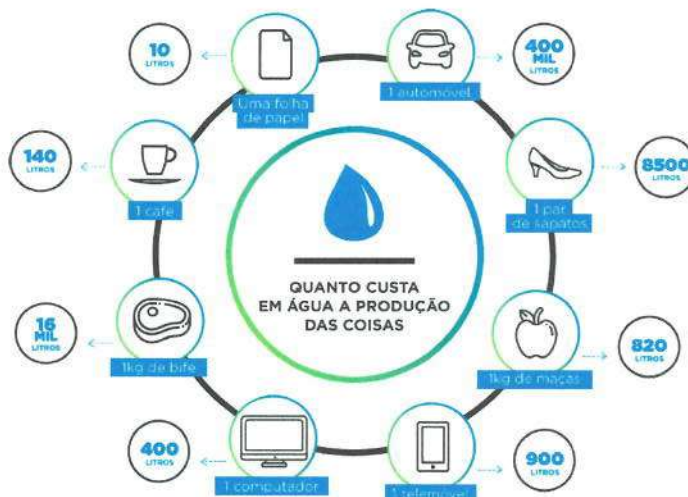 10
LITROS
Uma folha
de papel
1 automóvel
400
MIL
LITROS
140
LITROS
1 café
1 par
de sapatos
8500
LITROS
QUANTO CUSTA
EM ÁGUA A PRODUÇÃO
DAS COISAS
16
MIL
LITROS
1kg de bife
1kg de maçãs
820
LITROS
400
LITROS
1 computador
1 telemóvel
900
LITROS